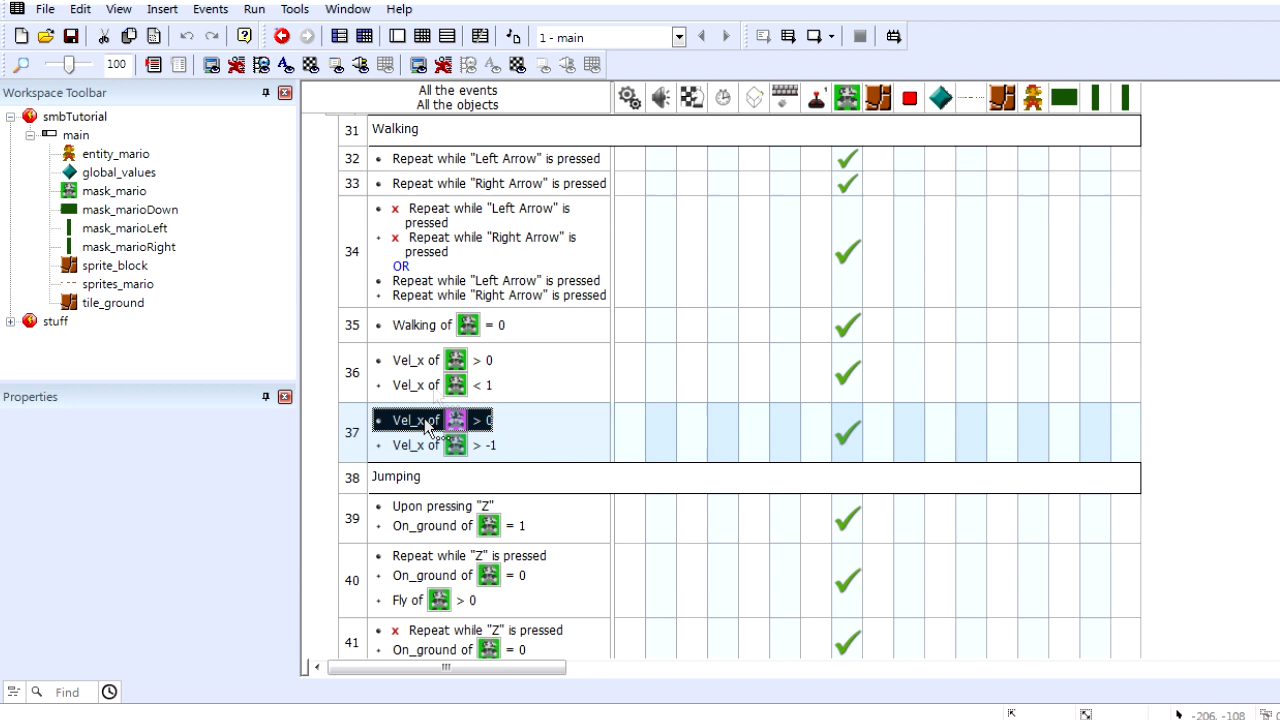 File Edit View Insert Events Run Tools Window Help
1 - main
100
Workspace Toolbar
smbTutorial
main
entity_mario
global_values
mask_mario
mask_marioDown
mask_marioLeft
mask_marioRight
sprite_block
sprites_mario
tile_ground
stuff
Properties
Find
All the events
All the objects
31 Walking
32 Repeat while "Left Arrow" is pressed
33 Repeat while "Right Arrow" is pressed
34
X Repeat while "Left Arrow" is
pressed
X Repeat while "Right Arrow" is
pressed
OR
Repeat while "Left Arrow" is pressed
Repeat while "Right Arrow" is pressed
35 Walking of = 0
36
Vel_x of > 0
Vel_x of < 1
37
Vel_x of > 0
Vel_x of > -1
38 Jumping
39
Upon pressing "Z"
On_ground of = 1
40
Repeat while "Z" is pressed
On_ground of = 0
Fly of > 0
41
X Repeat while "Z" is pressed
On_ground of = 0
-206, -108